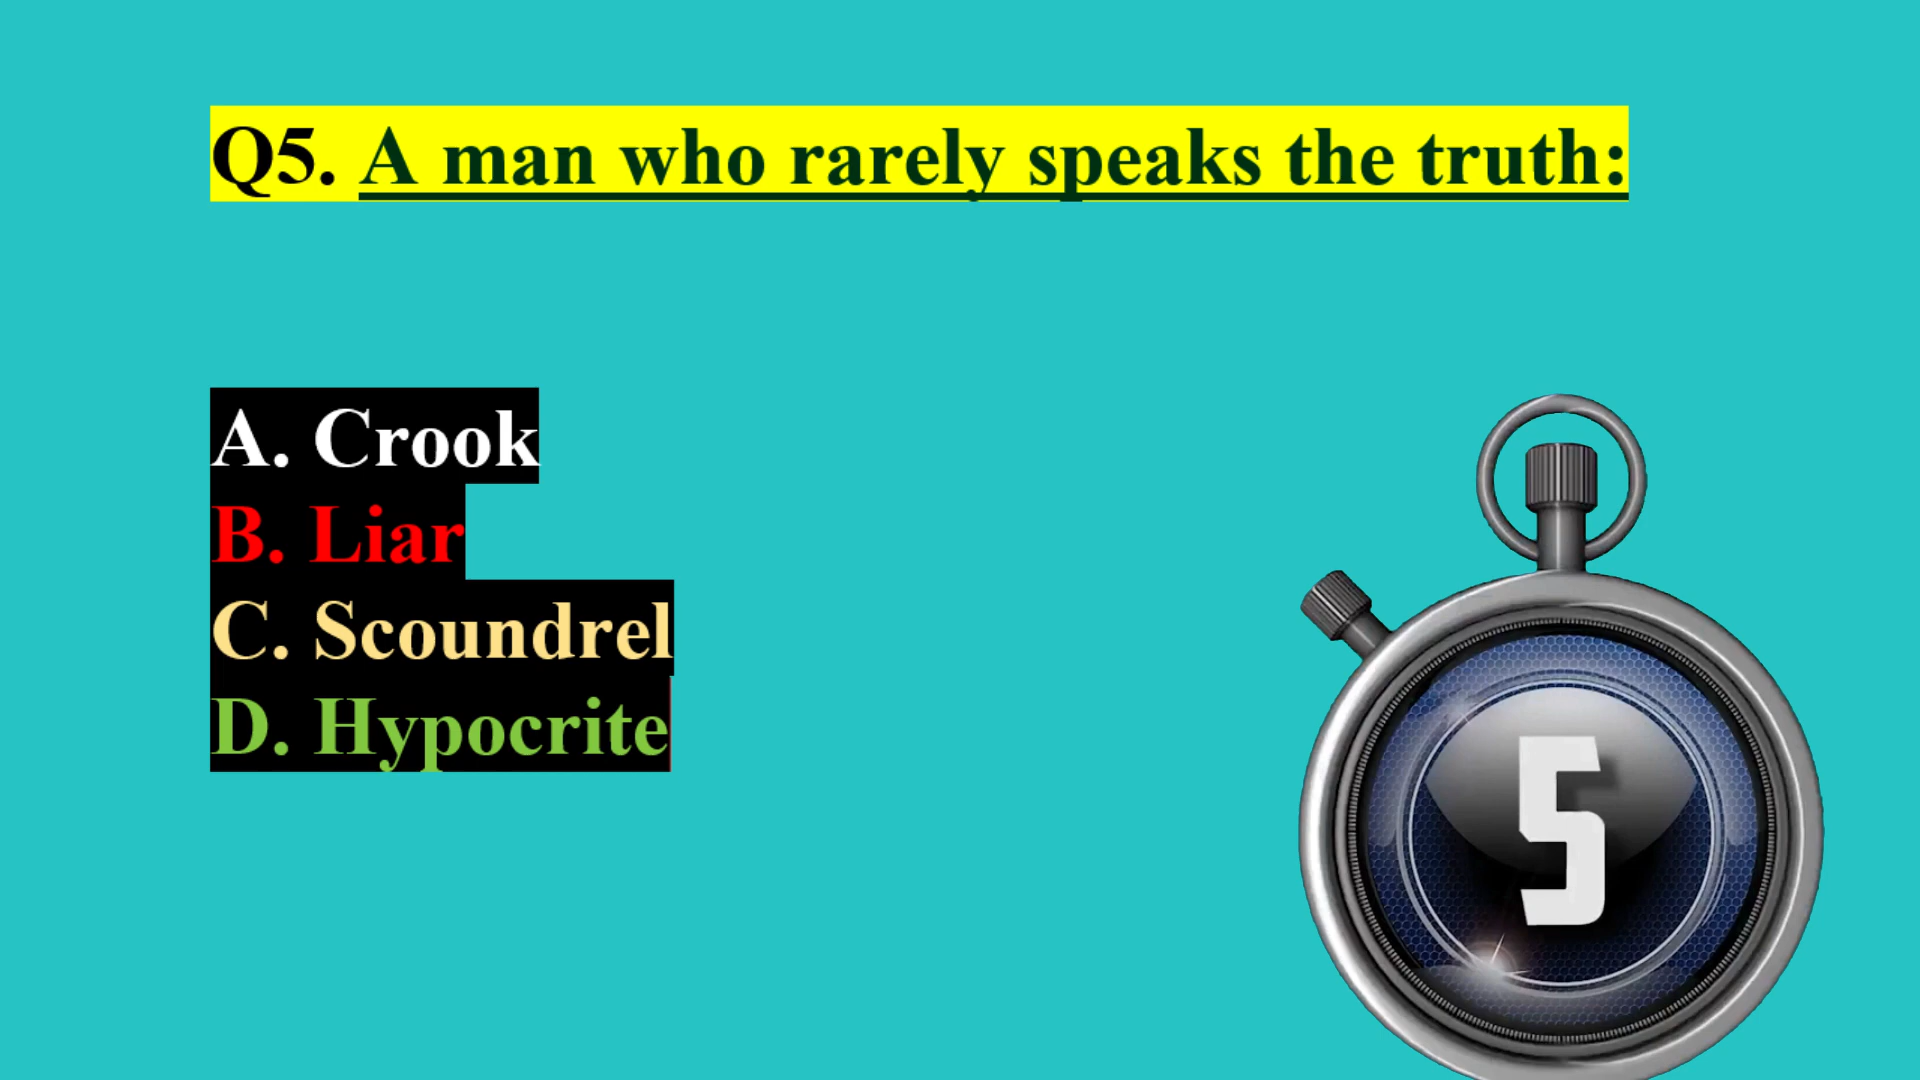 Q5. A man who rarely speaks the truth:
A. Crook
B. Liar
C. Scoundrel
D. Hypocrite
5